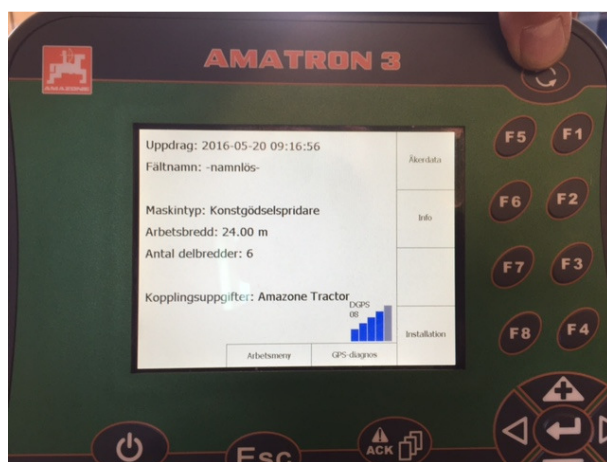 AMATRON 3
AMAZONE
Uppdrag: 2016-05-20 09:16:56
Fältnamn: -namnlös-
Maskintyp: Konstgödselspridare
Arbetsbredd: 24.00 m
Antal delbredder: 6
Kopplingsuppgifter: Amazone Tractor
DGPS
08
Åkerdata
Info
Installation
Arbetsmeny
GPS-diagnos
F5
F1
F6
F2
F7
F3
F8
F4
Esc
ACK